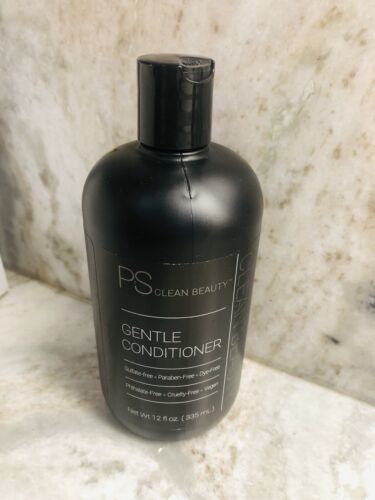 PS CLEAN BEAUTY™
GENTLE
CONDITIONER
Sulfate-free • Paraben-Free • Dye-Free
Phthalate-Free • Cruelty-Free • Vegan
Net Wt 12 fl oz. ( 335 mL )